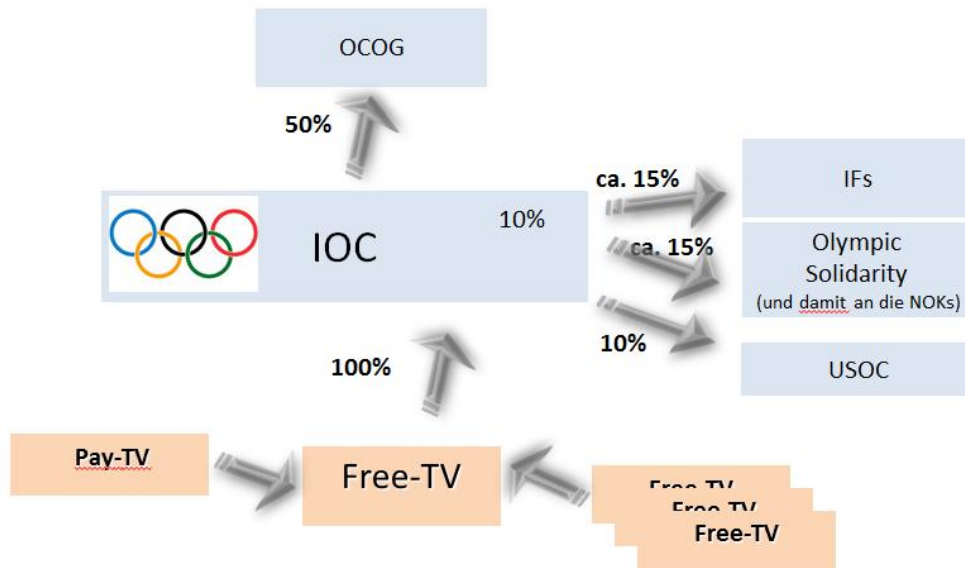 OCOG
50%
ca. 15%
IFs
10%
IOC
ca. 15%
Olympic
Solidarity
(und damit an die NOKs)
10%
100%
USOC
Pay-TV
Free-TV
Free-TV
Free-TV
Free-TV